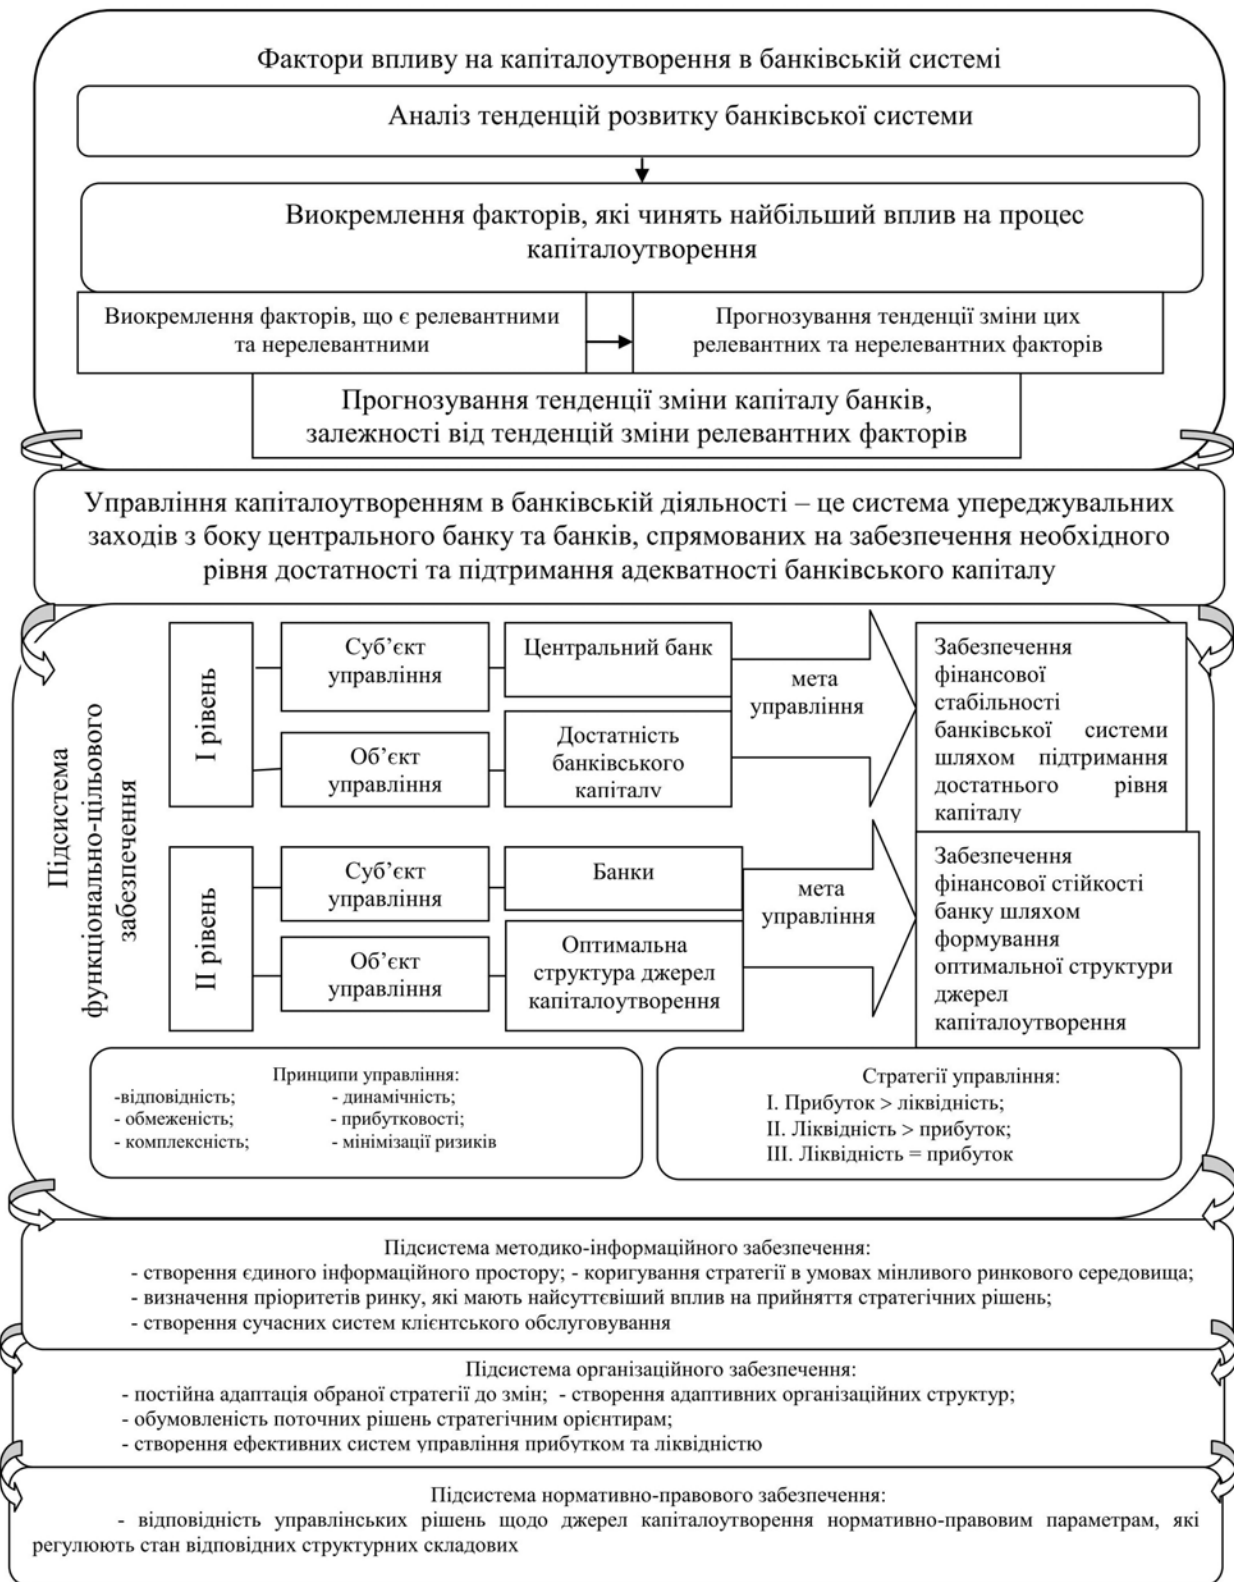 Фактори впливу на капіталоутворення в банківській системі
Аналіз тенденцій розвитку банківської системи
Виокремлення факторів, які чинять найбільший вплив на процес
капіталоутворення
Виокремлення факторів, що є релевантними
та нерелевантними
Прогнозування тенденції зміни цих
релевантних та нерелевантних факторів
Прогнозування тенденції зміни капіталу банків,
залежності від тенденцій зміни релевантних факторів
Управління капіталоутворенням в банківській діяльності – це система упереджувальних
заходів з боку центрального банку та банків, спрямованих на забезпечення необхідного
рівня достатності та підтримання адекватності банківського капіталу
Підсистема
функціонально-цільового
забезпечення
І рівень
Суб’єкт
управління
Центральний банк
Об’єкт
управління
Достатність
банківського
капіталу
мета
управління
Забезпечення
фінансової
стабільності
банківської системи
шляхом підтримання
достатнього рівня
капіталу
ІІ рівень
Суб’єкт
управління
Банки
Об’єкт
управління
Оптимальна
структура джерел
капіталоутворення
мета
управління
Забезпечення
фінансової стійкості
банку шляхом
формування
оптимальної структури
джерел
капіталоутворення
Принципи управління:
-відповідність; - динамічність;
- обмеженість; - прибутковості;
- комплексність; - мінімізації ризиків
Стратегії управління:
І. Прибуток > ліквідність;
ІІ. Ліквідність > прибуток;
ІІІ. Ліквідність = прибуток
Підсистема методико-інформаційного забезпечення:
- створення єдиного інформаційного простору; - коригування стратегії в умовах мінливого ринкового середовища;
- визначення пріоритетів ринку, які мають найсуттєвіший вплив на прийняття стратегічних рішень;
- створення сучасних систем клієнтського обслуговування
Підсистема організаційного забезпечення:
- постійна адаптація обраної стратегії до змін; - створення адаптивних організаційних структур;
- обумовленість поточних рішень стратегічним орієнтирам;
- створення ефективних систем управління прибутком та ліквідністю
Підсистема нормативно-правового забезпечення:
- відповідність управлінських рішень щодо джерел капіталоутворення нормативно-правовим параметрам, які
регулюють стан відповідних структурних складових